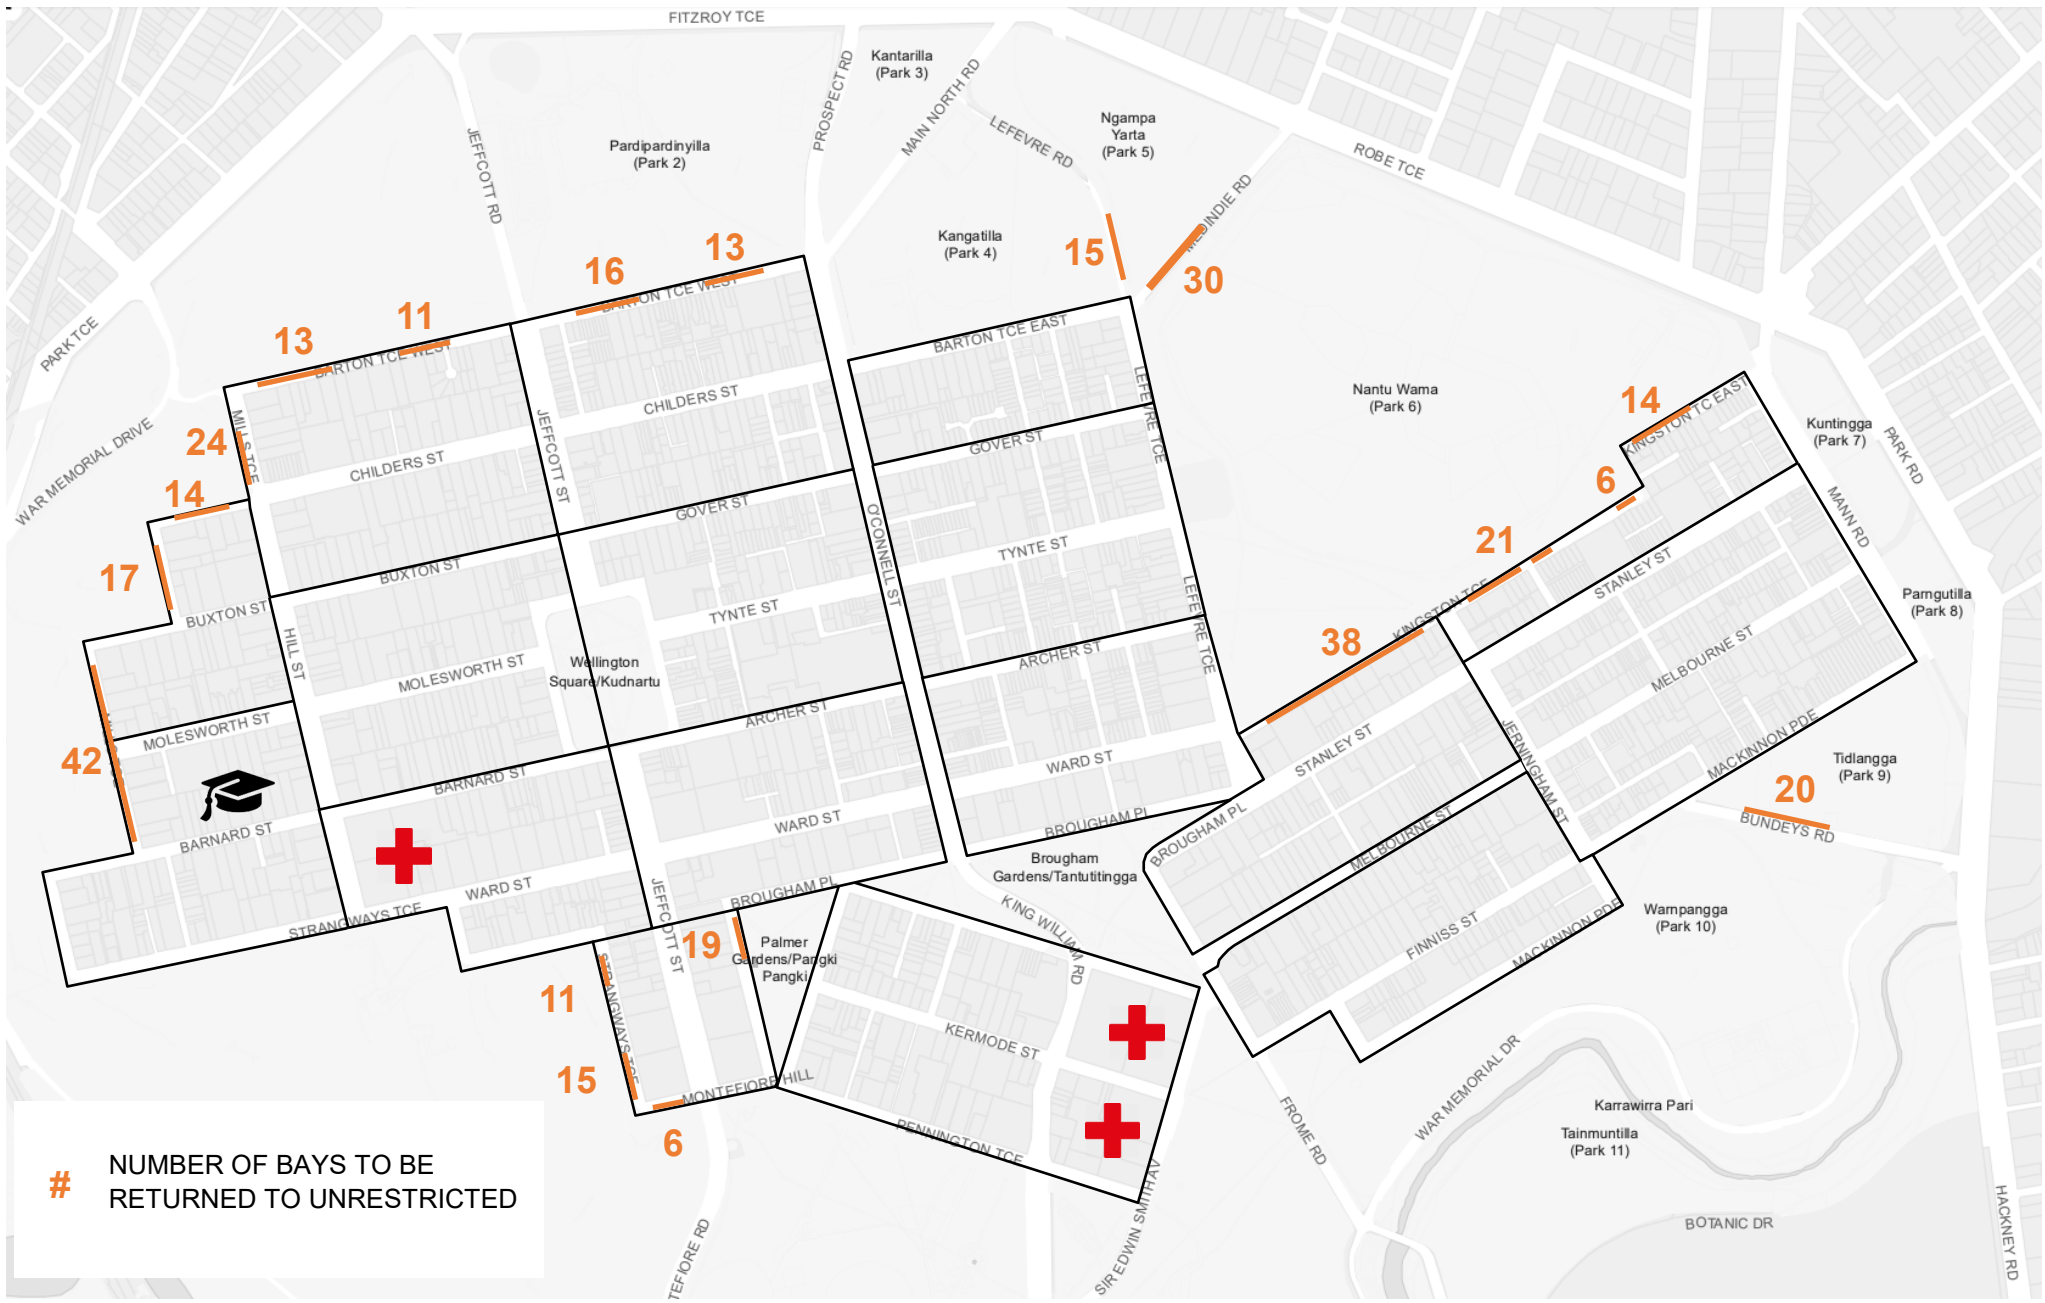 FITZROY TCE
Kantarilla
(Park 3)
PROSPECT RD
MAIN NORTH RD
JEFFCOTT RD
Pardipardinyilla
(Park 2)
LEFEVRE RD
Ngampa
Yarta
(Park 5)
ROBE TCE
MEDINDIE RD
Kangatilla
(Park 4)
15
30
13
16
BARTON TCE WEST
11
13
BARTON TCE WEST
PARK TCE
BARTON TCE EAST
LEFEVRE TCE
Nantu Wama
(Park 6)
14
KINGSTON TC EAST
Kuntingga
(Park 7)
PARK RD
WAR MEMORIAL DRIVE
MILLS TCE
24
CHILDERS ST
CHILDERS ST
JEFFCOTT ST
GOVER ST
14
6
MANN RD
GOVER ST
O'CONNELL ST
TYNTE ST
21
STANLEY ST
17
BUXTON ST
BUXTON ST
TYNTE ST
LEFEVRE TCE
KINGSTON TCE
38
Parngutilla
(Park 8)
HILL ST
MOLESWORTH ST
Wellington
Square/Kudnartu
ARCHER ST
MELBOURNE ST
MOLESWORTH ST
ARCHER ST
42
BARNARD ST
WARD ST
STANLEY ST
JERNINGHAM ST
MACKINNON PDE
Tidlangga
(Park 9)
20
BUNDEYS RD
BARNARD ST
WARD ST
BROUGHAM PL
BROUGHAM PL
MELBOURNE ST
Brougham
Gardens/Tantutitingga
WARD ST
STRANGWAYS TCE
BROUGHAM PL
JEFFCOTT ST
KING WILLIAM RD
FINNISS ST
MACKINNON PDE
Warnpangga
(Park 10)
19
Palmer
Gardens/Pangki
Pangki
11
STRANGWAYS TCE
KERMODE ST
15
MONTEFIORE HILL
6
PENNINGTON TCE
FROME RD
WAR MEMORIAL DR
Karrawirra Pari
Tainmuntilla
(Park 11)
SIR EDWIN SMITH AV
BOTANIC DR
HACKNEY RD
TEFIORE RD
# NUMBER OF BAYS TO BE
RETURNED TO UNRESTRICTED